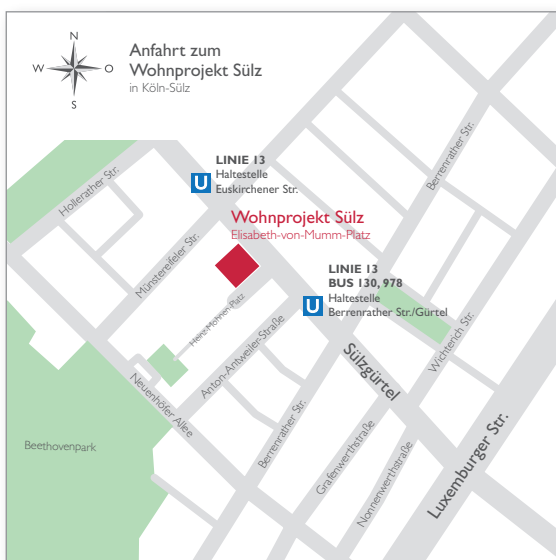 N
W
O
S
Anfahrt zum
Wohnprojekt Sülz
in Köln-Sülz
LINIE 13
Haltestelle
Euskirchener Str.
U
Hollerather Str.
Berrenrather Str.
Wohnprojekt Sülz
Elisabeth-von-Mumm-Platz
Münstereifeler Str.
LINIE 13
BUS 130, 978
Haltestelle
Berrenrather Str./Gürtel
U
Heinz-Mohnen-Platz
Anton-Antweiler-Straße
Wichterich Str.
Sülzgürtel
Neuenhöfer Allee
Beethovenpark
Berrenrather Str.
Grafenwerthstraße
Nonnenwerthstraße
Luxemburger Str.